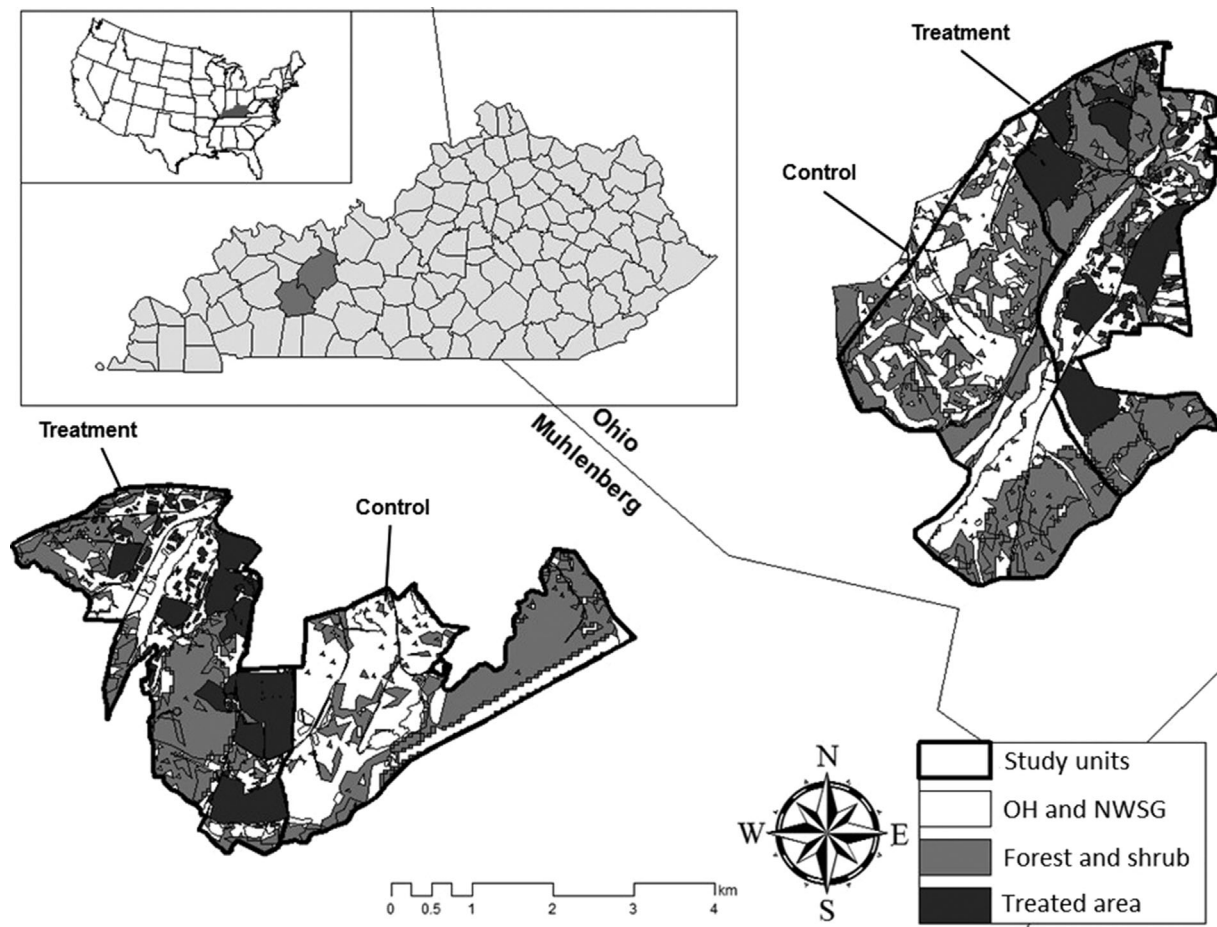 Treatment
Control
Ohio
Muhlenberg
Treatment
Control
N
W
E
S
km
0 0.5 1 2 3 4
Study units
OH and NWSG
Forest and shrub
Treated area